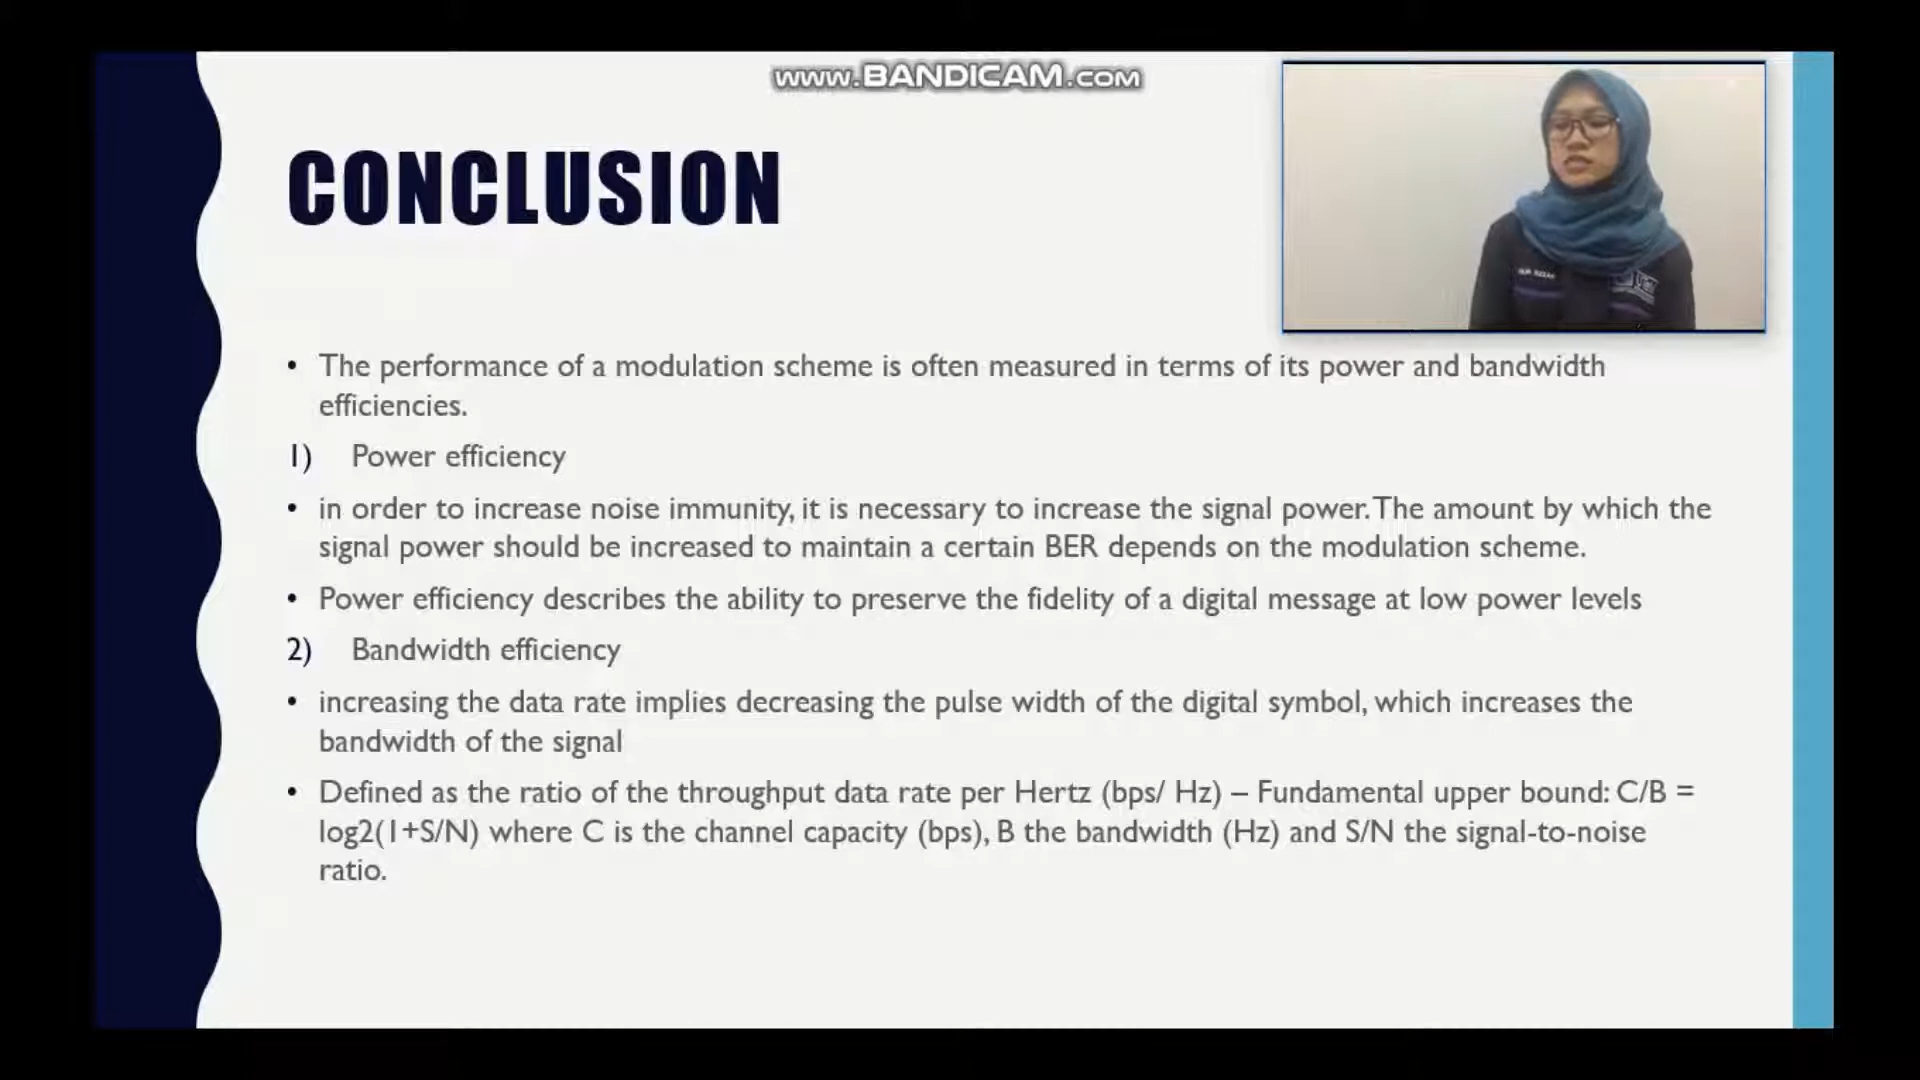 www.BANDICAM.com
CONCLUSION
• The performance of a modulation scheme is often measured in terms of its power and bandwidth
efficiencies.
1) Power efficiency
• in order to increase noise immunity, it is necessary to increase the signal power. The amount by which the
signal power should be increased to maintain a certain BER depends on the modulation scheme.
• Power efficiency describes the ability to preserve the fidelity of a digital message at low power levels
2) Bandwidth efficiency
• increasing the data rate implies decreasing the pulse width of the digital symbol, which increases the
bandwidth of the signal
• Defined as the ratio of the throughput data rate per Hertz (bps/ Hz) – Fundamental upper bound: C/B =
log2(1+S/N) where C is the channel capacity (bps), B the bandwidth (Hz) and S/N the signal-to-noise
ratio.